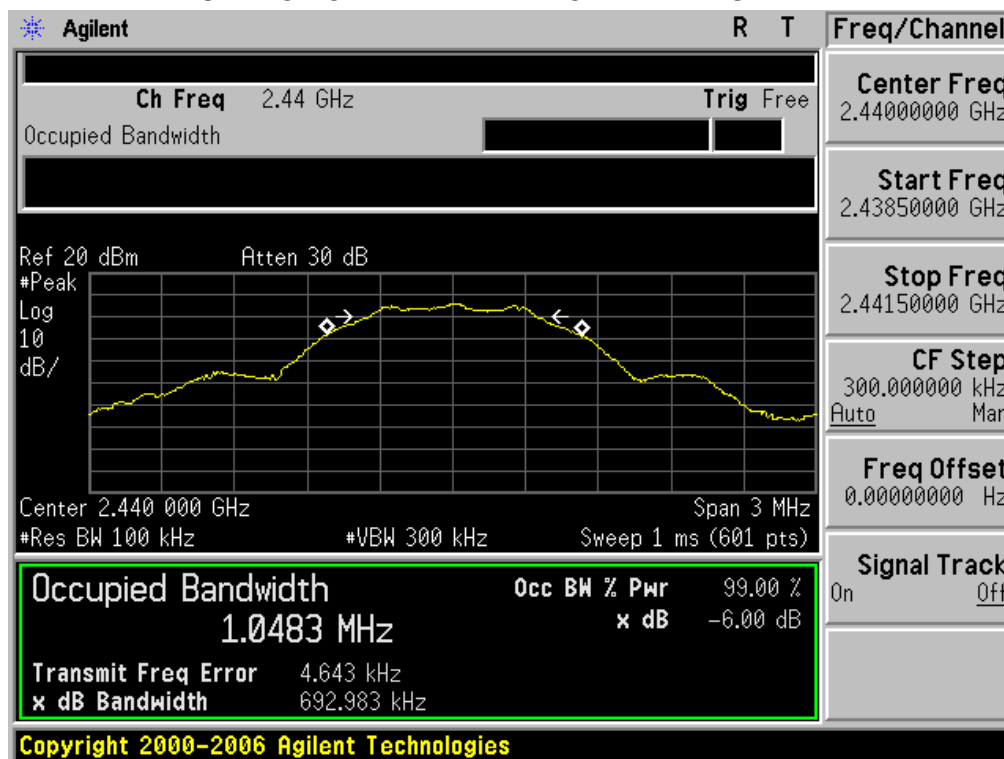 Agilent R T Freq/Channel
Ch Freq 2.44 GHz Trig Free
Occupied Bandwidth
Center Freq
2.44000000 GHz
Start Freq
2.43850000 GHz
Stop Freq
2.44150000 GHz
CF Step
300.000000 kHz
Auto Man
Freq Offset
0.00000000 Hz
Signal Track
On Off
Ref 20 dBm Atten 30 dB
#Peak
Log
10
dB/
Center 2.440 000 GHz Span 3 MHz
#Res BW 100 kHz #VBW 300 kHz Sweep 1 ms (601 pts)
Occupied Bandwidth Occ BW % Pwr 99.00 %
1.0483 MHz x dB -6.00 dB
Transmit Freq Error 4.643 kHz
x dB Bandwidth 692.983 kHz
Copyright 2000-2006 Agilent Technologies